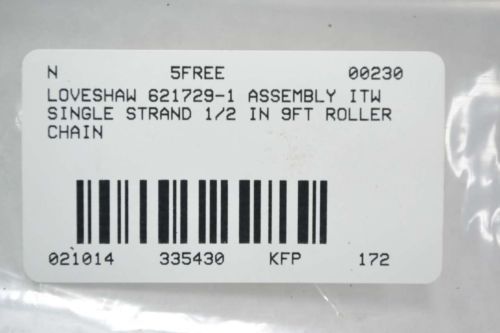 N 5FREE 00230
LOVESHAW 621729-1 ASSEMBLY ITW
SINGLE STRAND 1/2 IN 9FT ROLLER
CHAIN
021014 335430 KFP 172